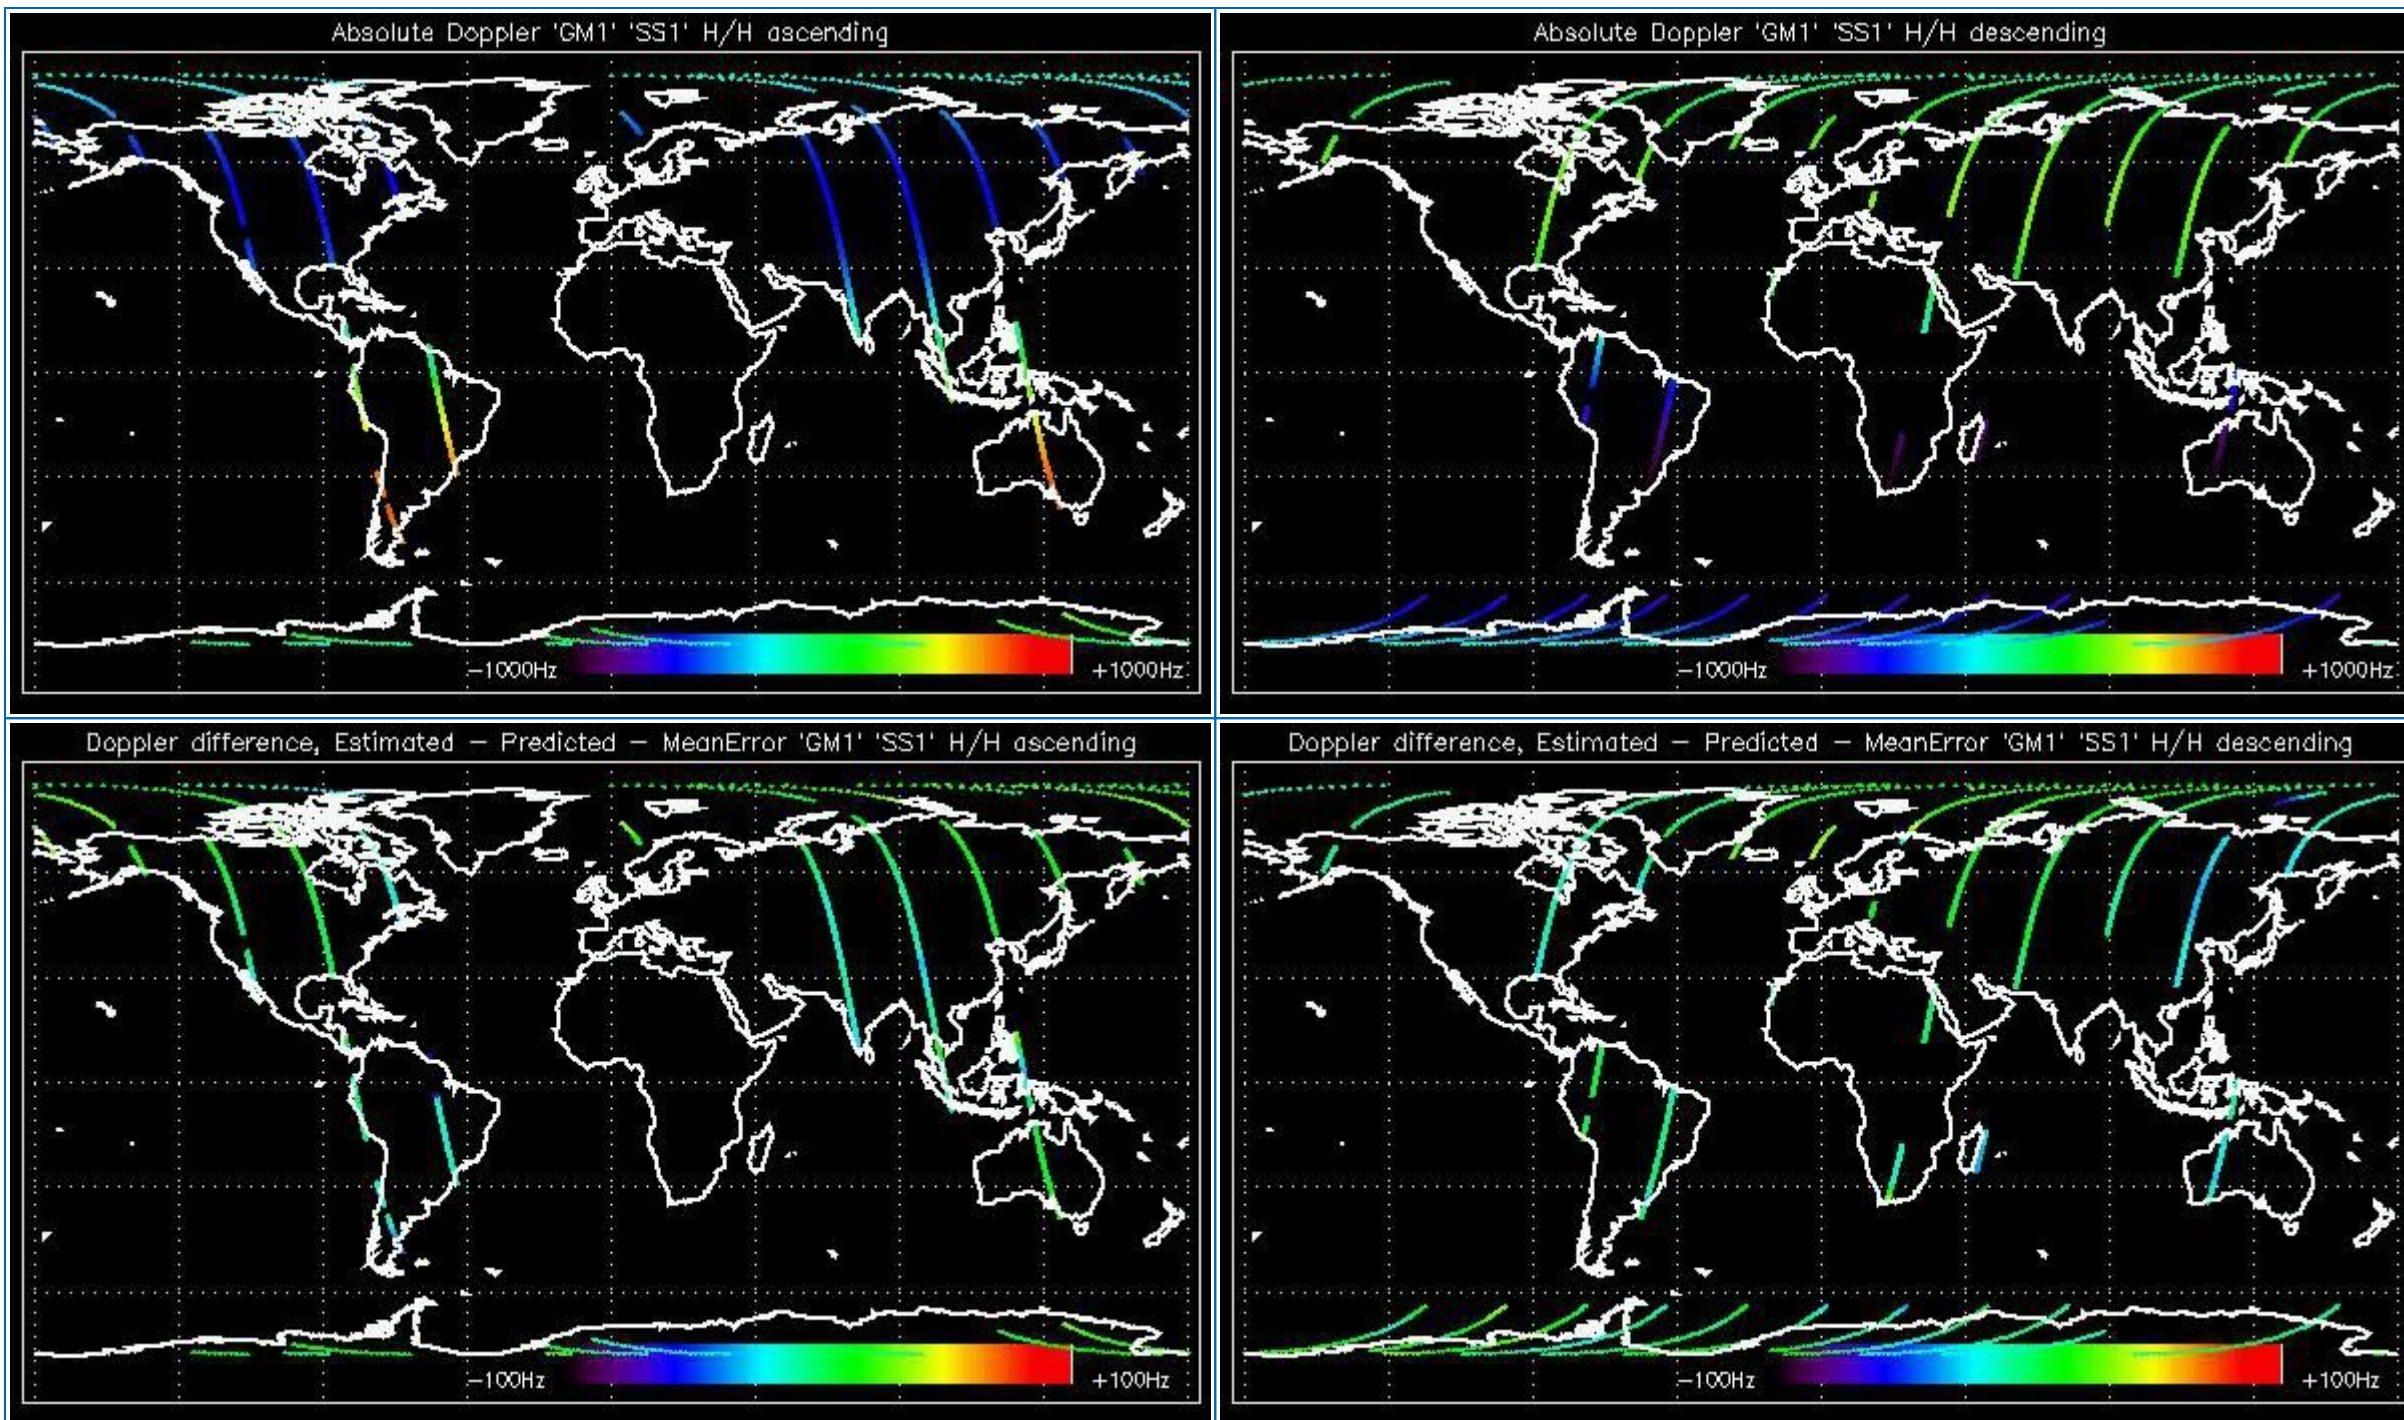 Absolute Doppler 'GM1' 'SS1' H/H ascending
−1000Hz
+1000Hz
Absolute Doppler 'GM1' 'SS1' H/H descending
−1000Hz
+1000Hz
Doppler difference, Estimated − Predicted − MeanError 'GM1' 'SS1' H/H ascending
−100Hz
+100Hz
Doppler difference, Estimated − Predicted − MeanError 'GM1' 'SS1' H/H descending
−100Hz
+100Hz